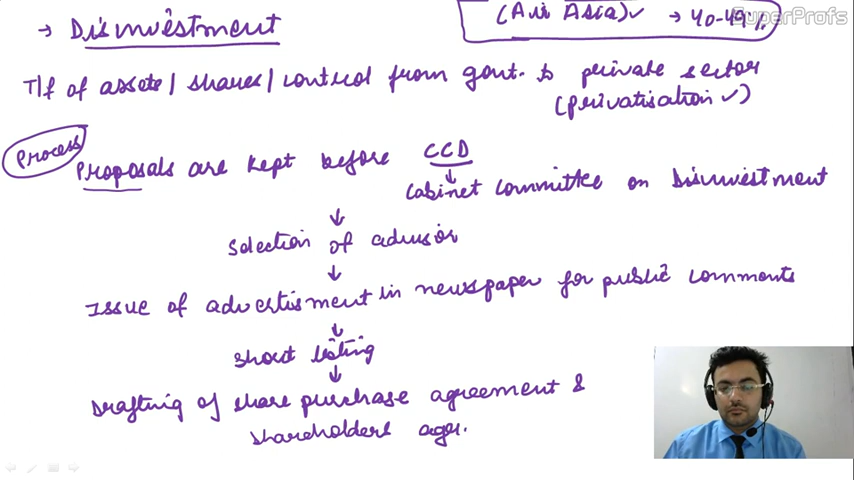 (Air Asia)✓ → 40-49%
SuperProfs
→ Disinvestment
T/f of assets/shares/control from govt. to private sector
(privatisation ✓)
Process
Proposals are kept before CCD
↓
Cabinet Committee on Disinvestment
↓
Selection of advisor
↓
Issue of advertisment in newspaper for public comments
↓
Short listing
↓
Drafting of share purchase agreement &
shareholders agr.